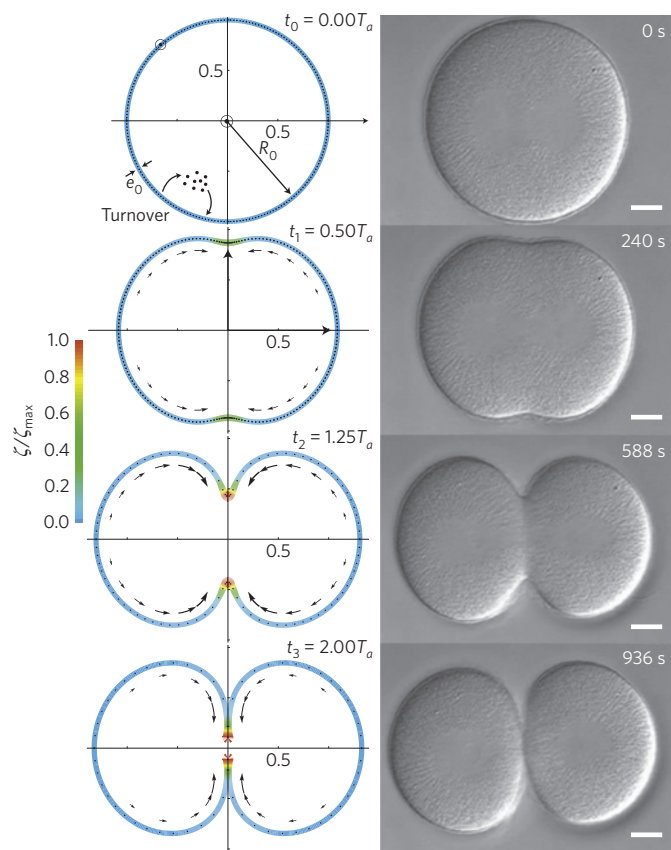 t₀ = 0.00Tₐ
0 s
0.5
0.5
R₀
e₀
Turnover
t₁ = 0.50Tₐ
240 s
0.5
0.5
1.0
0.8
0.6
0.4
0.2
0.0
ζ/ζmax
t₂ = 1.25Tₐ
588 s
0.5
t₃ = 2.00Tₐ
936 s
0.5